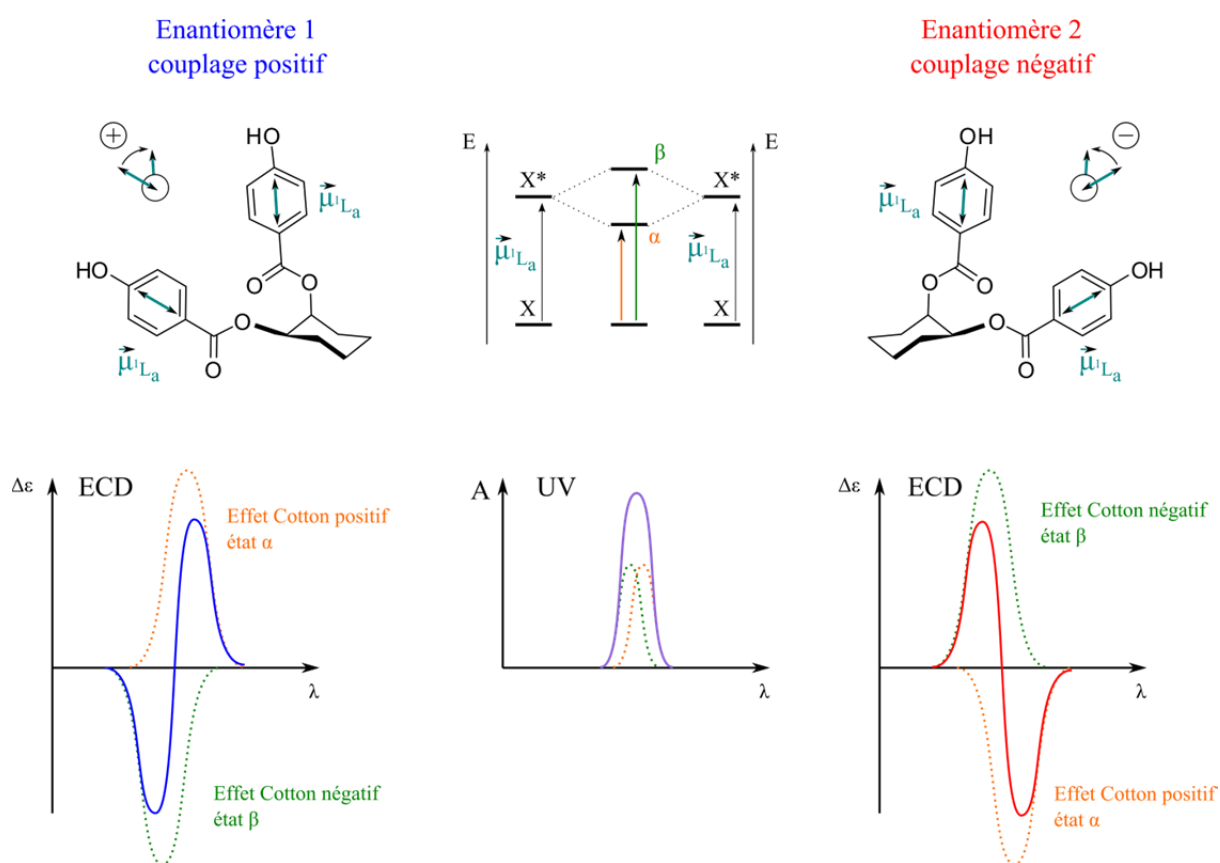 Enantiomère 1
couplage positif
Enantiomère 2
couplage négatif
+
HO
μ¹Lₐ
HO
O
O
O
O
μ¹Lₐ
E
X*
β
α
X*
E
μ¹Lₐ
μ¹Lₐ
X
X
OH
−
μ¹Lₐ
O
O
O
O
OH
μ¹Lₐ
Δε
ECD
Effet Cotton positif
état α
λ
Effet Cotton négatif
état β
A
UV
λ
Δε
ECD
Effet Cotton négatif
état β
λ
Effet Cotton positif
état α